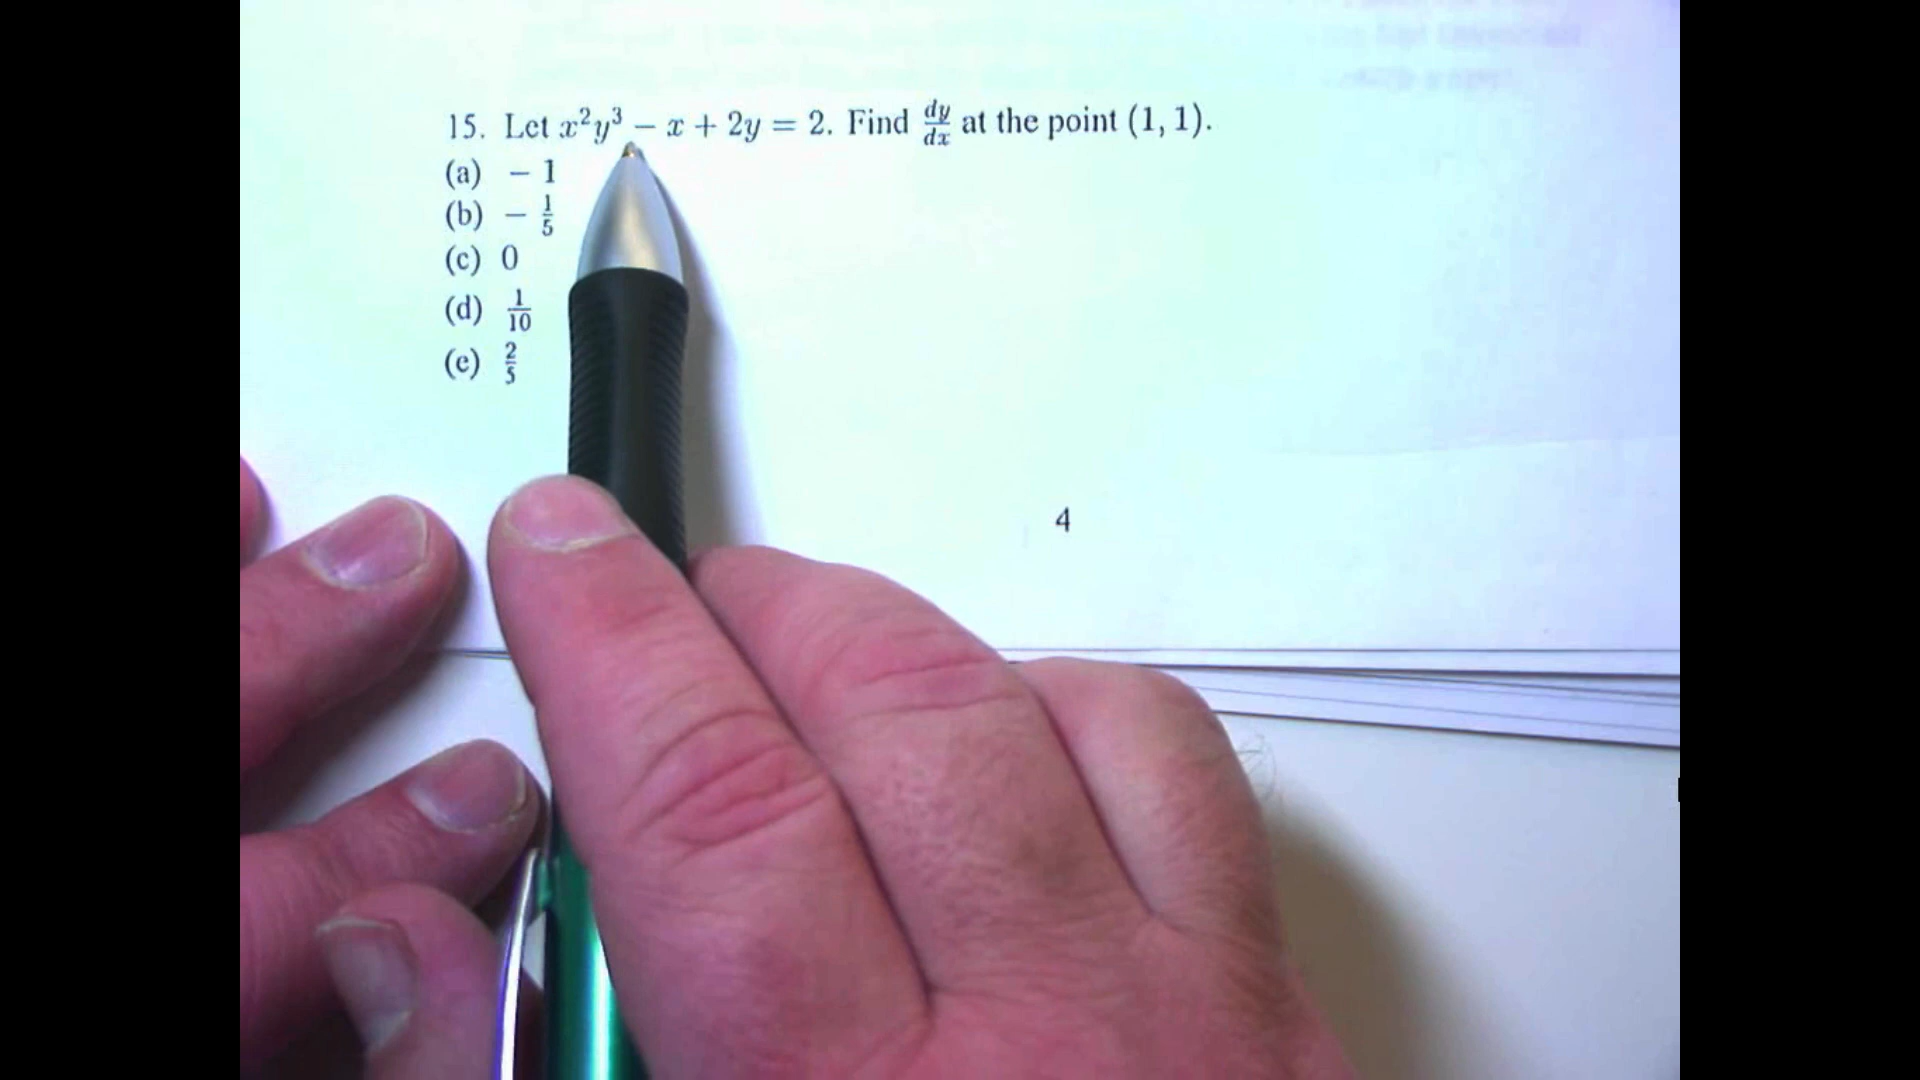 15. Let x²y³ − x + 2y = 2. Find dy/dx at the point (1, 1).
(a) − 1
(b) − 1/5
(c) 0
(d) 1/10
(e) 2/5
4